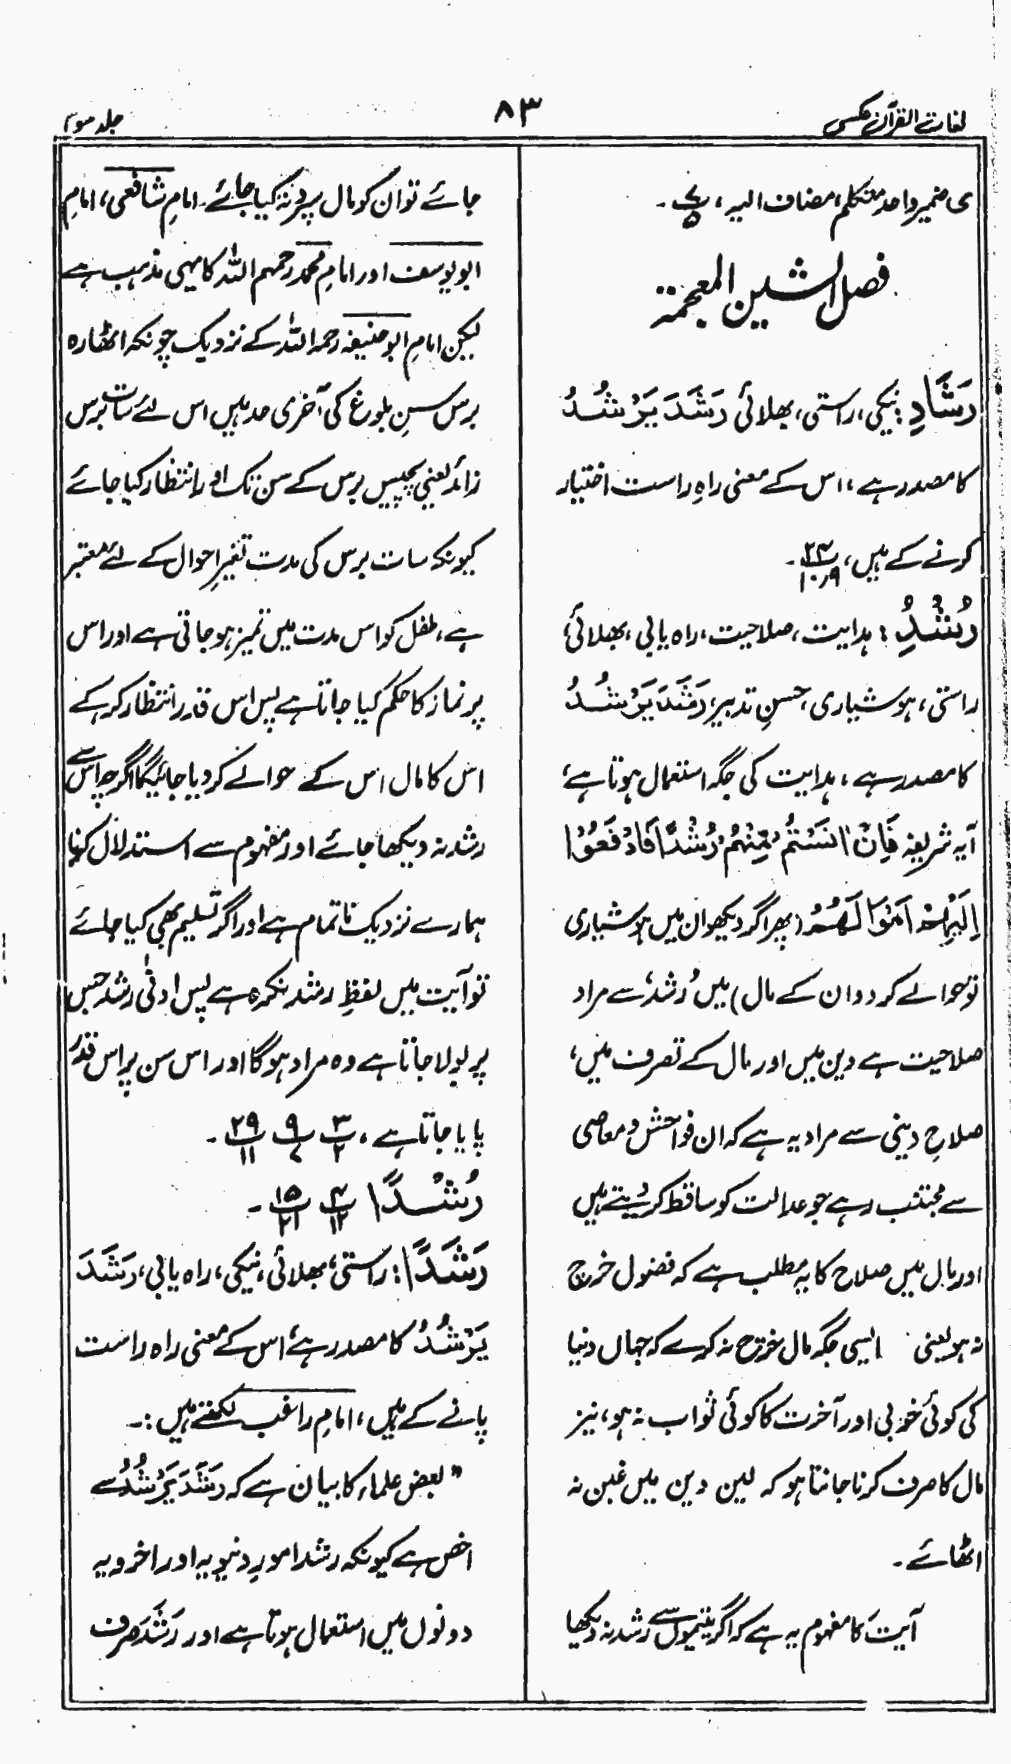 لغات القرآن عکسی
۸۳
جلد سوم
ی ضمیر واحد متکلم، مضاف الیہ،
فصل الشین المعجمۃ
رَشَادِ: نیکی، راستی، بھلائی رَشَدَ یَرْشُدُ
کا مصدر ہے، اس کے معنی راہِ راست اختیار
کرنے کے ہیں، ۲۴/۱۰،۹۔
رُشْدِ: ہدایت، صلاحیت، راہ یابی، بھلائی،
راستی، ہوشیاری، حسنِ تدبیر، رَشَدَ یَرْشُدُ
کا مصدر ہے، ہدایت کی جگہ استعمال ہوتا ہے،
آیہ شریفہ فَاِنْ اٰنَسْتُمْ مِّنْهُمْ رُشْدًا فَادْفَعُوْۤا
اِلَيْهِمْ اَمْوَالَهُمْ (پھر اگر دیکھو ان میں ہوشیاری
تو حوالے کر دو ان کے مال) میں ’رُشد‘ سے مراد
صلاحیت ہے دین میں اور مال کے تصرف میں،
صلاحِ دینی سے مراد یہ ہے کہ ان فواحش و معاصی
سے مجتنب رہے جو عدالت کو ساقط کر دیتے ہیں
اور مال میں صلاح کا یہ مطلب ہے کہ فضول خرچ
نہ ہو یعنی ایسی جگہ مال خرچ نہ کرے کہ جہاں دنیا
کی کوئی خوبی اور آخرت کا کوئی ثواب نہ ہو، نیز
مال کا صرف کرنا جانتا ہو کہ لین دین میں غبن نہ
اٹھائے۔
آیت کا مفہوم یہ ہے کہ اگر یتیموں سے رشد نہ دیکھا
جائے تو ان کو مال سپرد نہ کیا جائے۔ امام شافعی، امام
ابو یوسف اور امام محمد رحمہم اللہ کا یہی مذہب ہے
لیکن امام ابو حنیفہ رحمہ اللہ کے نزدیک چونکہ اٹھارہ
برس سنِ بلوغ کی آخری حد ہیں اس لئے سات برس
زائد یعنی پچیس برس کے سن تک اور انتظار کیا جائے
کیونکہ سات برس کی مدت تغیرِ احوال کے لئے معتبر
ہے، طفل کو اس مدت میں تمیز ہو جاتی ہے اور اس
پر نماز کا حکم کیا جاتا ہے پس اس قدر انتظار کر کے
اس کا مال اس کے حوالے کر دیا جائیگا اگرچہ اس سے
رشد نہ دیکھا جائے اور مفہوم سے استدلال کرنا
ہمارے نزدیک ناتمام ہے اور اگر تسلیم بھی کیا جائے
تو آیت میں لفظِ رشد نکرہ ہے پس ادنٰی رشد جس
پر بولا جاتا ہے وہ مراد ہوگا اور اس سن پر اس قدر
پایا جاتا ہے، ۳/۲ ۹/۷ ۲۹/۱۱۔
رُشْدًا ۴/۱۲ ۱۵/۲۱۔
رَشَدًا: راستی، بھلائی، نیکی، راہ یابی، رَشَدَ
یَرْشُدُ کا مصدر ہے، اس کے معنی راہ راست
پانے کے ہیں، امام راغب لکھتے ہیں :۔
”بعض علماء کا بیان ہے کہ رَشَدَ یَرْشُدُ سے
اخص ہے کیونکہ رشد امورِ دنیویہ اور اخرویہ
دونوں میں استعمال ہوتا ہے اور رَشَد صرف